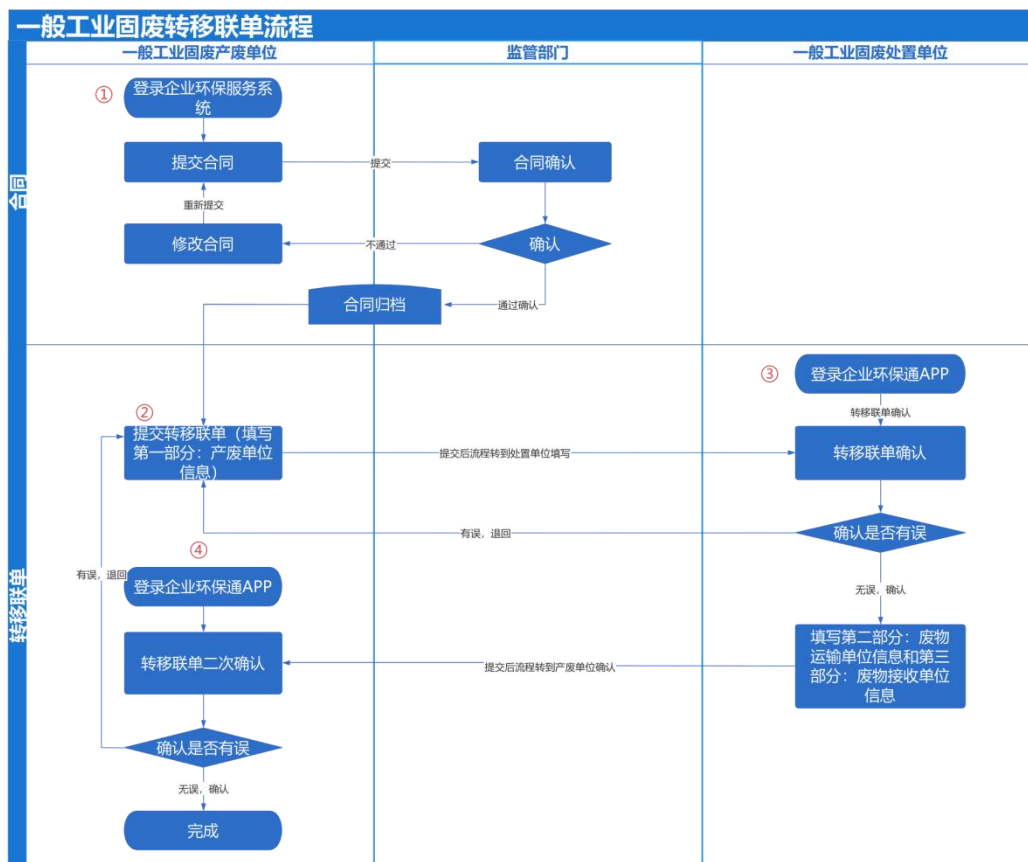 一般工业固废转移联单流程
一般工业固废产废单位
监管部门
一般工业固废处置单位
合同
①
登录企业环保服务系
统
提交合同
提交
合同确认
重新提交
修改合同
不通过
确认
合同归档
通过确认
转移联单
③
登录企业环保通APP
转移联单确认
②
提交转移联单（填写
第一部分：产废单位
信息）
提交后流程转到处置单位填写
转移联单确认
有误，退回
确认是否有误
④
有误，退回
登录企业环保通APP
无误，确认
转移联单二次确认
提交后流程转到产废单位确认
填写第二部分：废物
运输单位信息和第三
部分：废物接收单位
信息
确认是否有误
无误，确认
完成